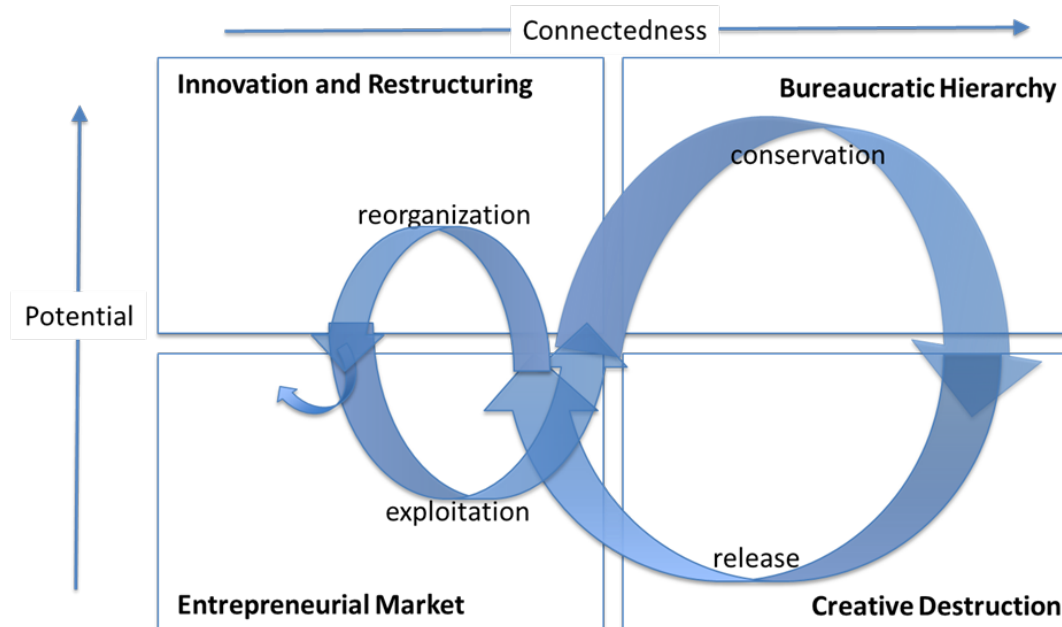 Connectedness
Innovation and Restructuring
Bureaucratic Hierarchy
conservation
reorganization
Potential
exploitation
release
Entrepreneurial Market
Creative Destruction